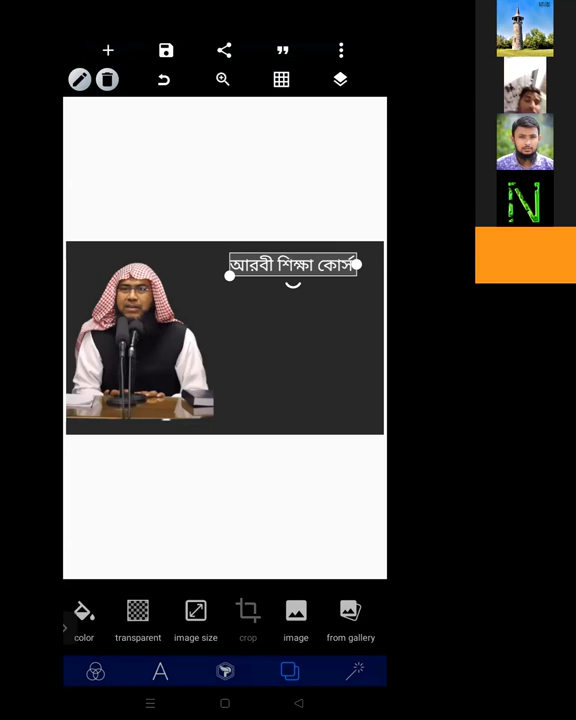 আরবী শিক্ষা কোর্স
color
transparent
image size
crop
image
from gallery
A
N